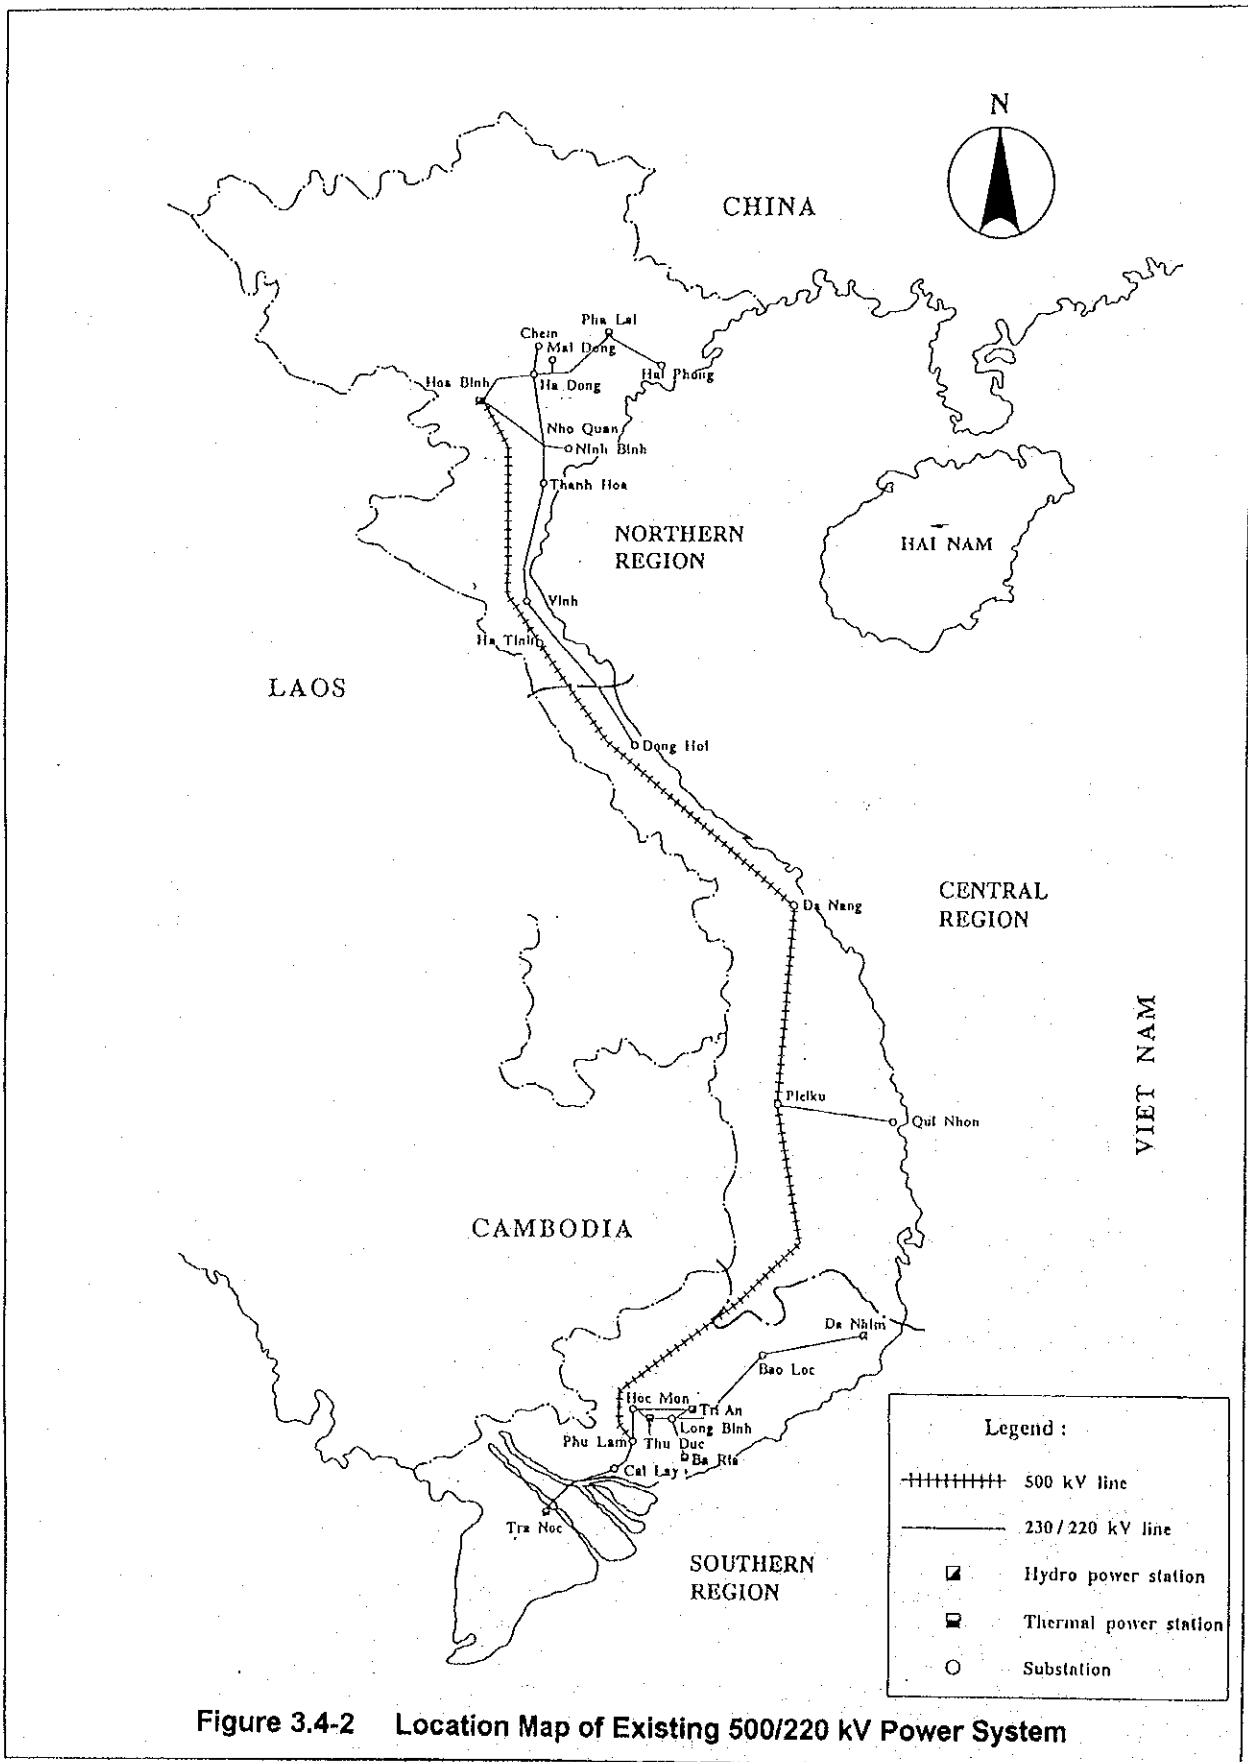 N
CHINA
Pha Lai
Chem
Mai Dong
Hai Phong
Hoa Binh
Ha Dong
Nho Quan
Ninh Binh
Thanh Hoa
NORTHERN
REGION
HAI NAM
Vinh
Ha Tinh
LAOS
Dong Hoi
CENTRAL
REGION
Da Nang
VIET NAM
Pleiku
Qui Nhon
CAMBODIA
Da Nhim
Bao Loc
Hoc Mon
Tri An
Long Binh
Phu Lam
Thu Duc
Ba Ria
Cai Lay
Tra Noc
SOUTHERN
REGION
Legend :
500 kV line
230/220 kV line
Hydro power station
Thermal power station
Substation
Figure 3.4-2 Location Map of Existing 500/220 kV Power System